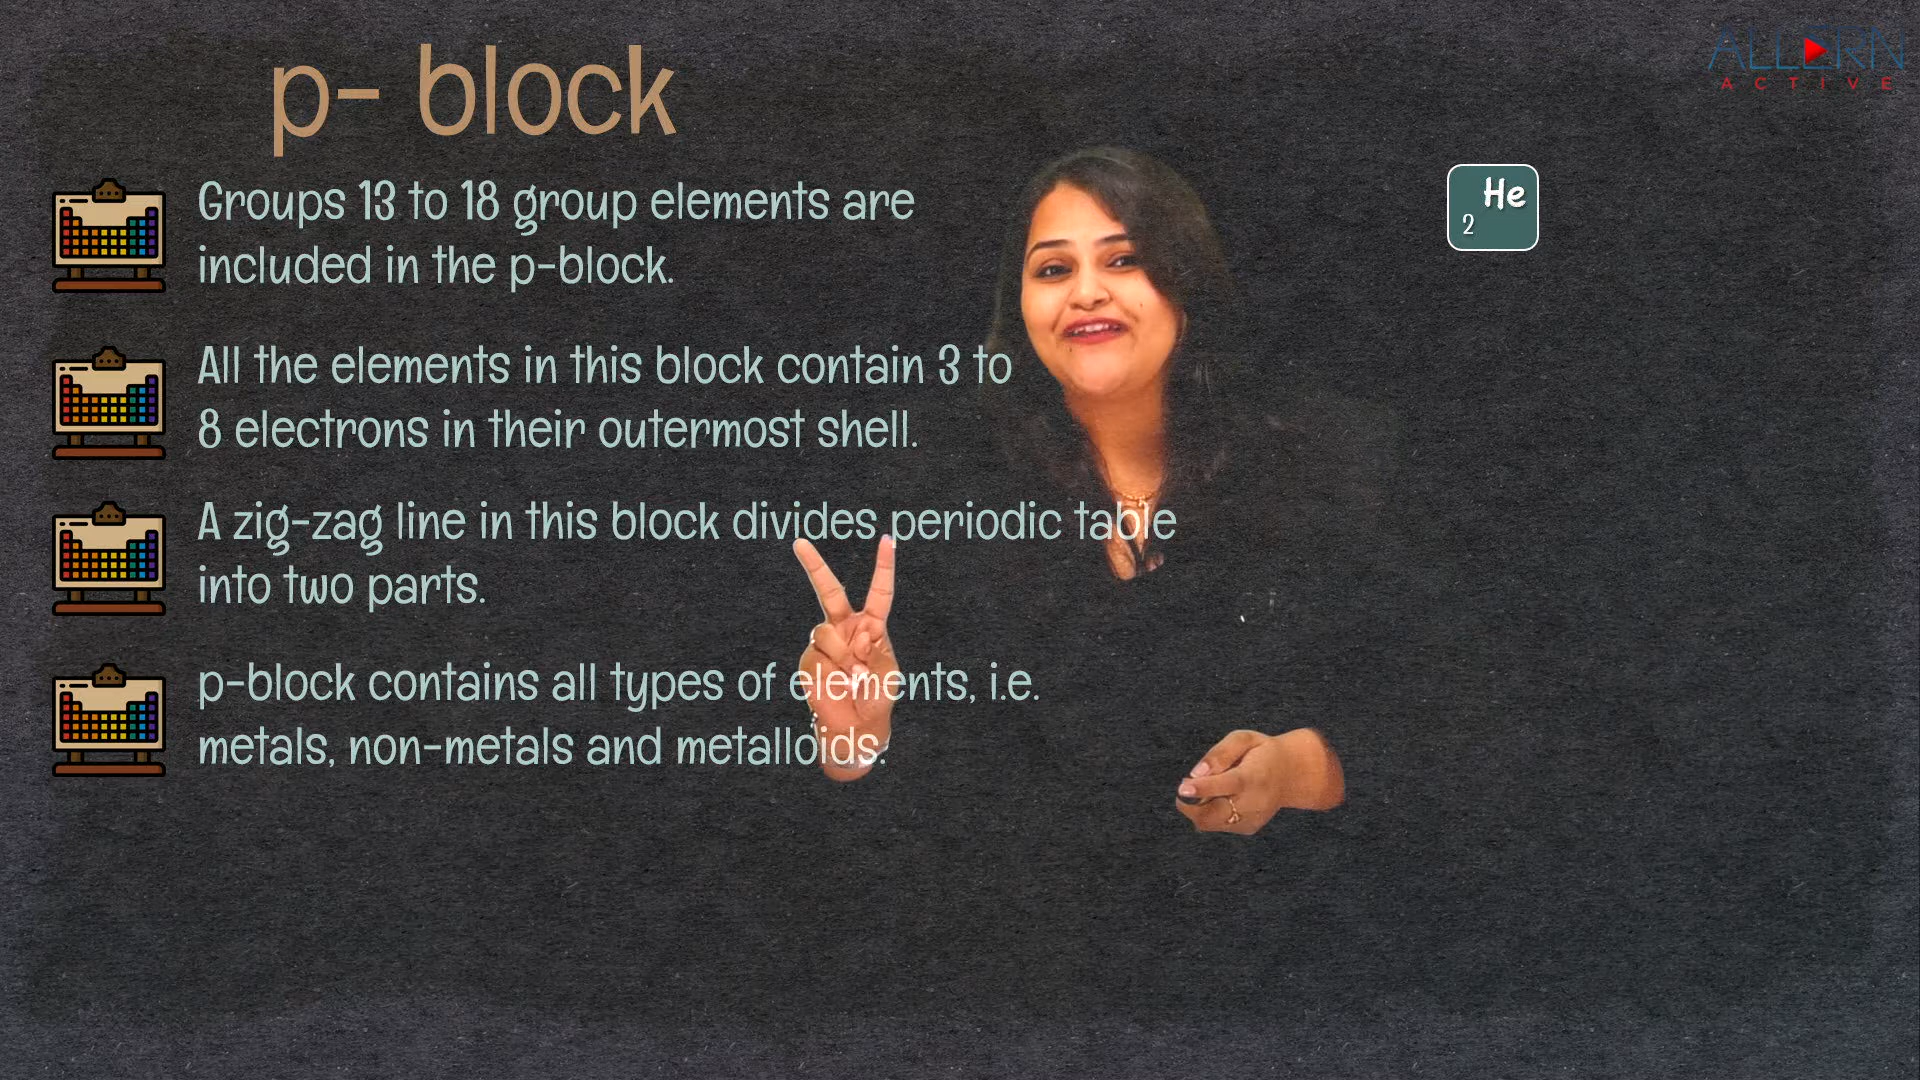 p- block
ALLERN
ACTIVE
Groups 13 to 18 group elements are
included in the p-block.
He
2
All the elements in this block contain 3 to
8 electrons in their outermost shell.
A zig-zag line in this block divides periodic table
into two parts.
p-block contains all types of elements, i.e.
metals, non-metals and metalloids.